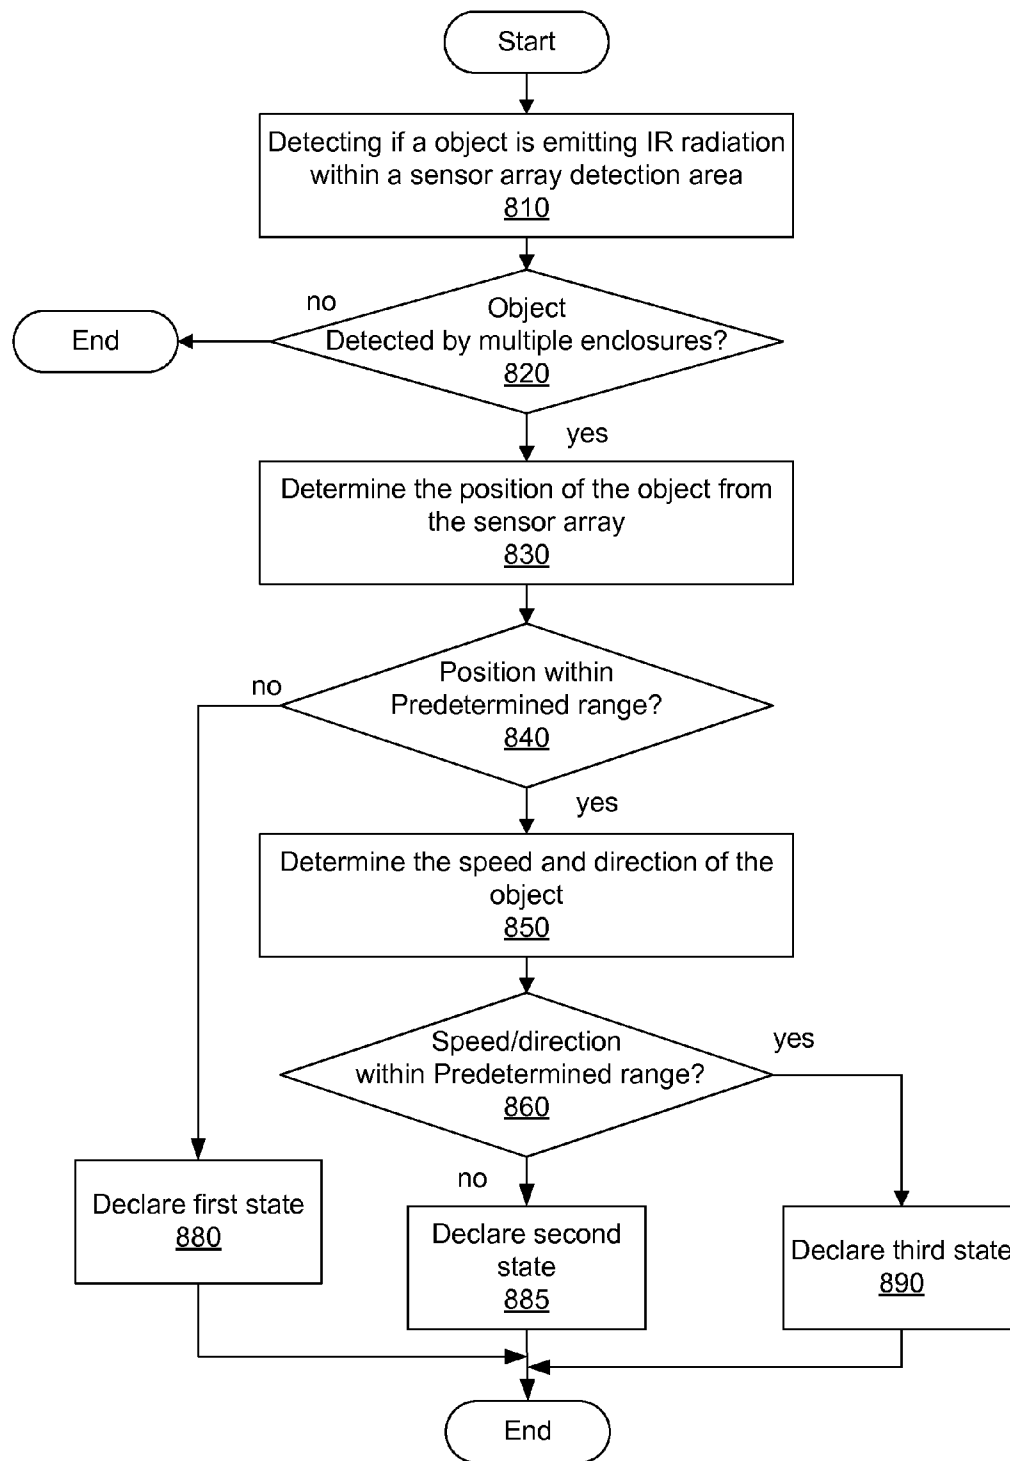 Start
Detecting if a object is emitting IR radiation
within a sensor array detection area
810
no
Object
Detected by multiple enclosures?
820
End
yes
Determine the position of the object from
the sensor array
830
no
Position within
Predetermined range?
840
yes
Determine the speed and direction of the
object
850
Speed/direction
within Predetermined range?
860
yes
no
Declare first state
880
Declare second
state
885
Declare third state
890
End